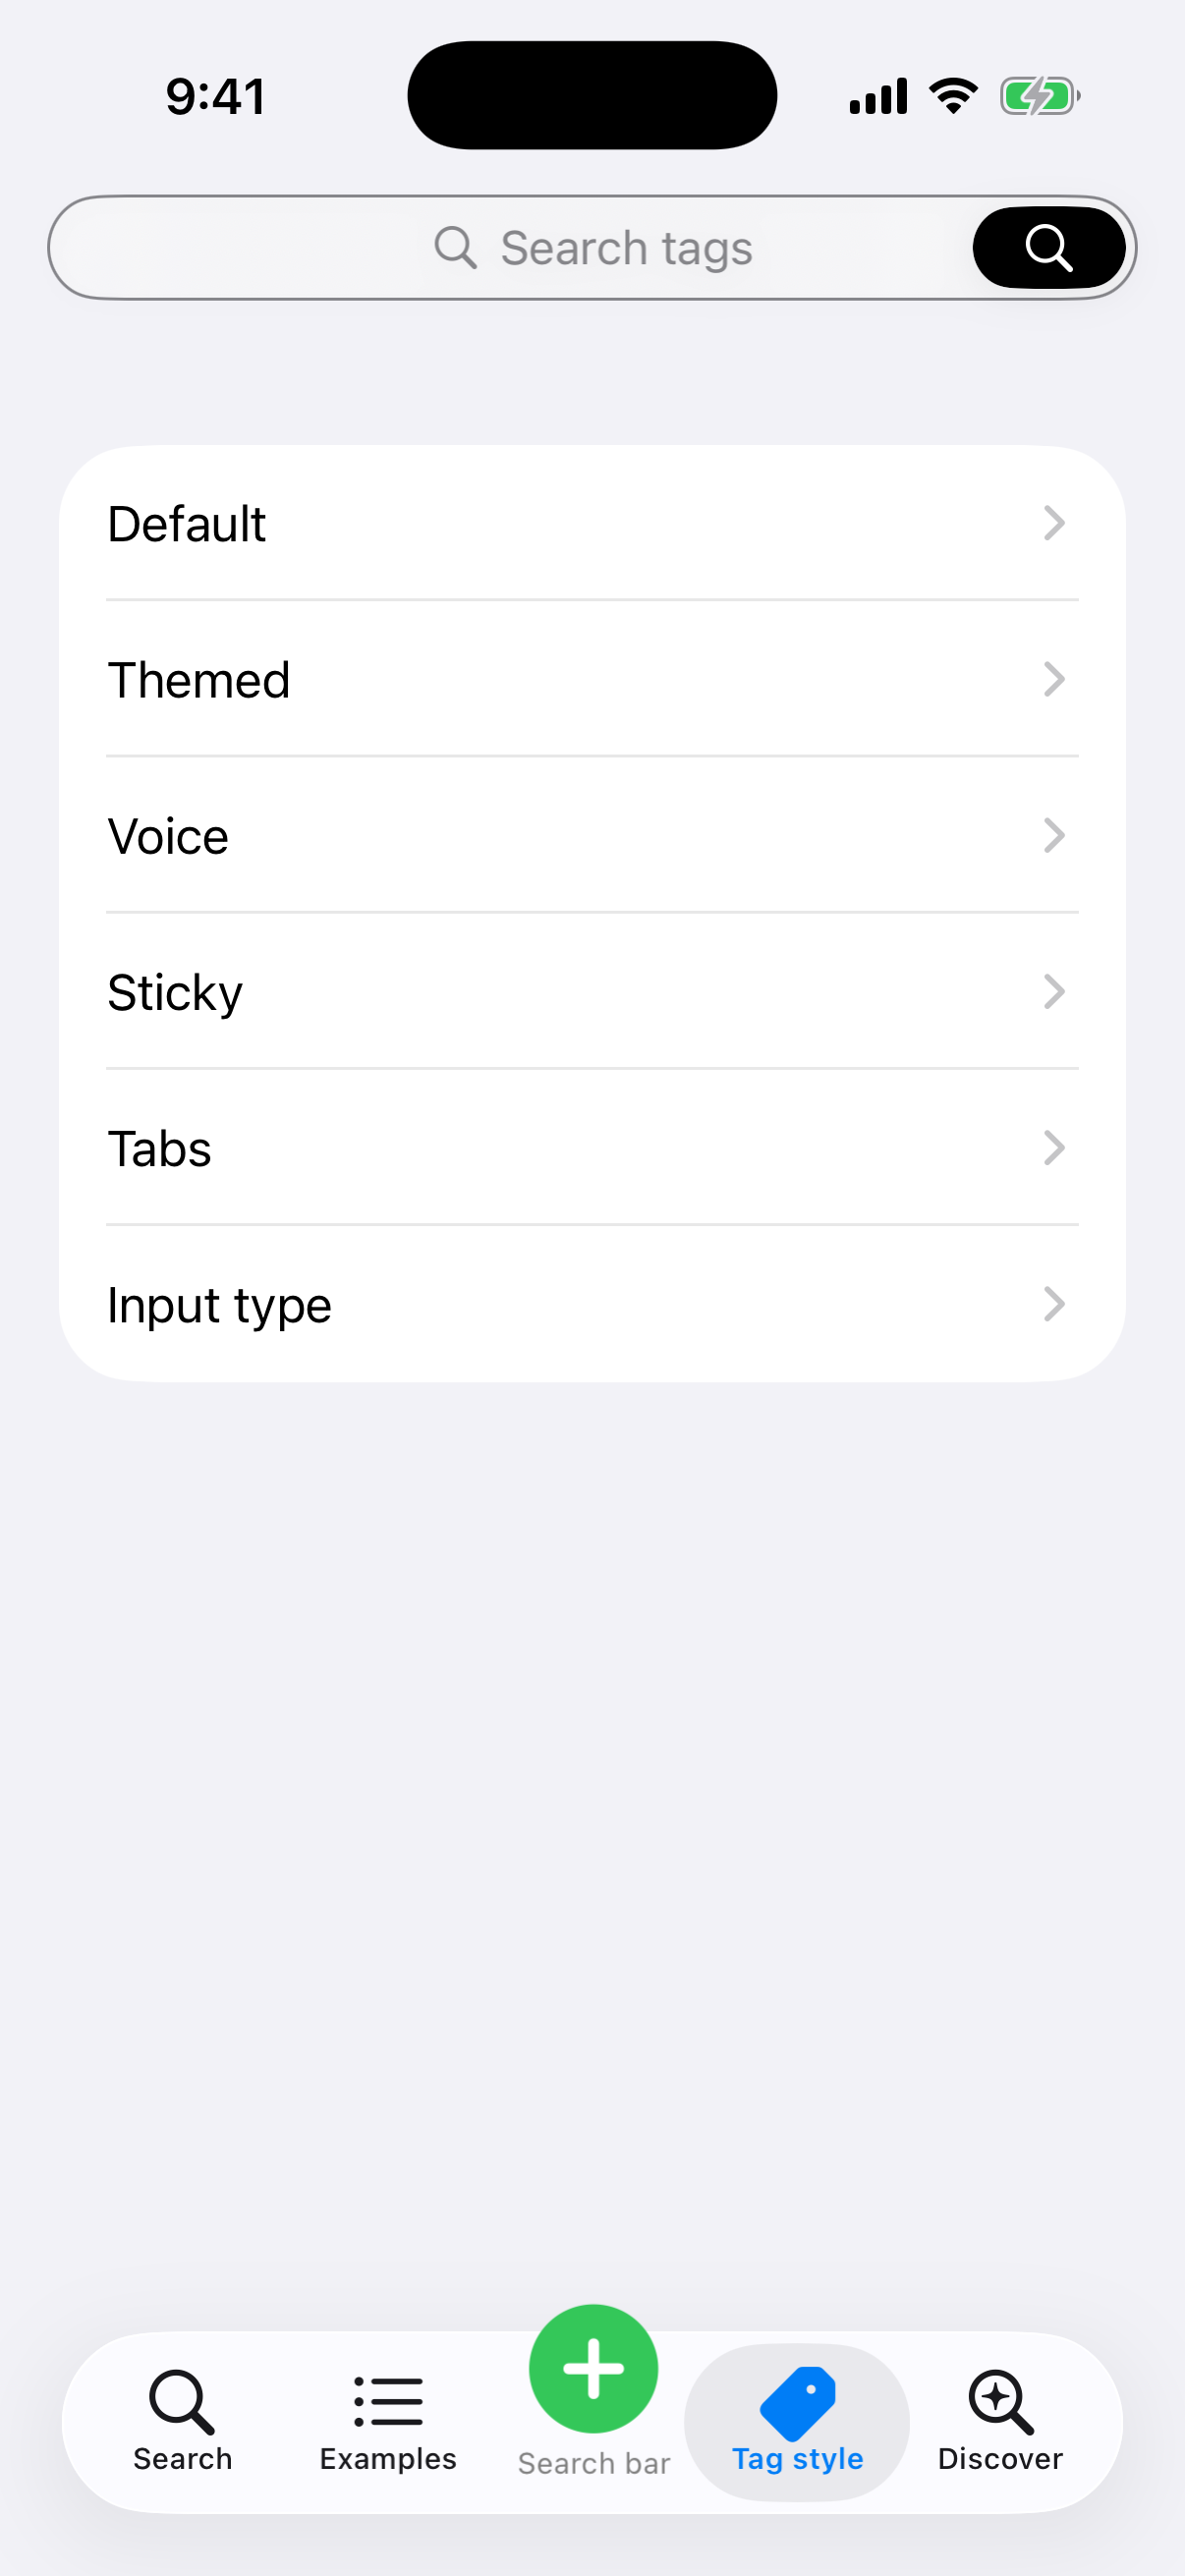 9:41
Search tags
Default
Themed
Voice
Sticky
Tabs
Input type
Search
Examples
Search bar
Tag style
Discover